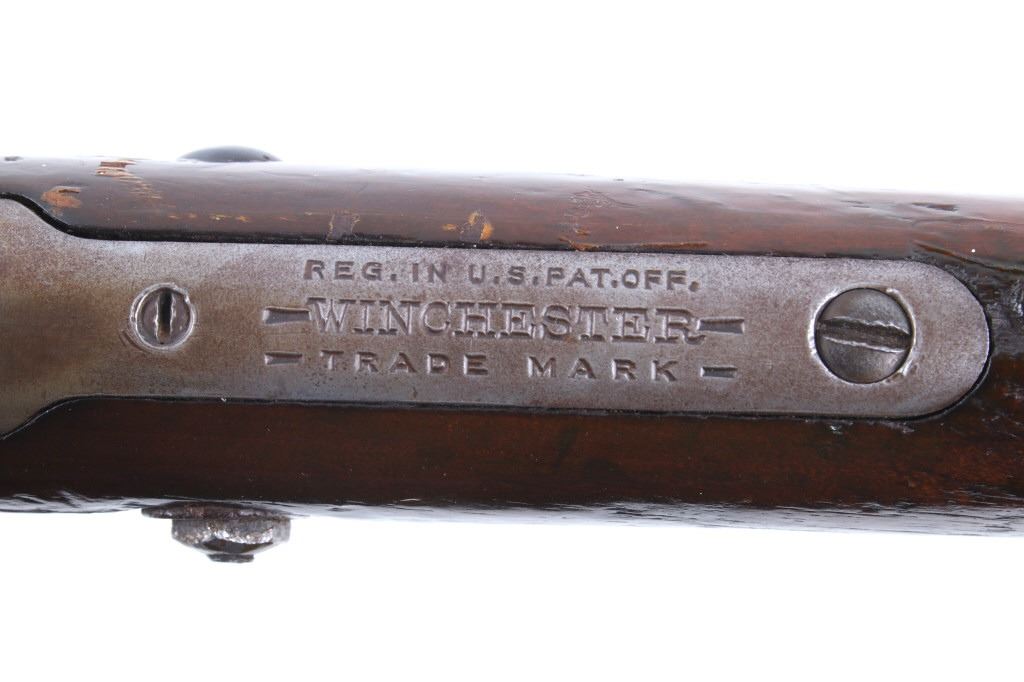 REG. IN U.S. PAT. OFF.
WINCHESTER
TRADE MARK